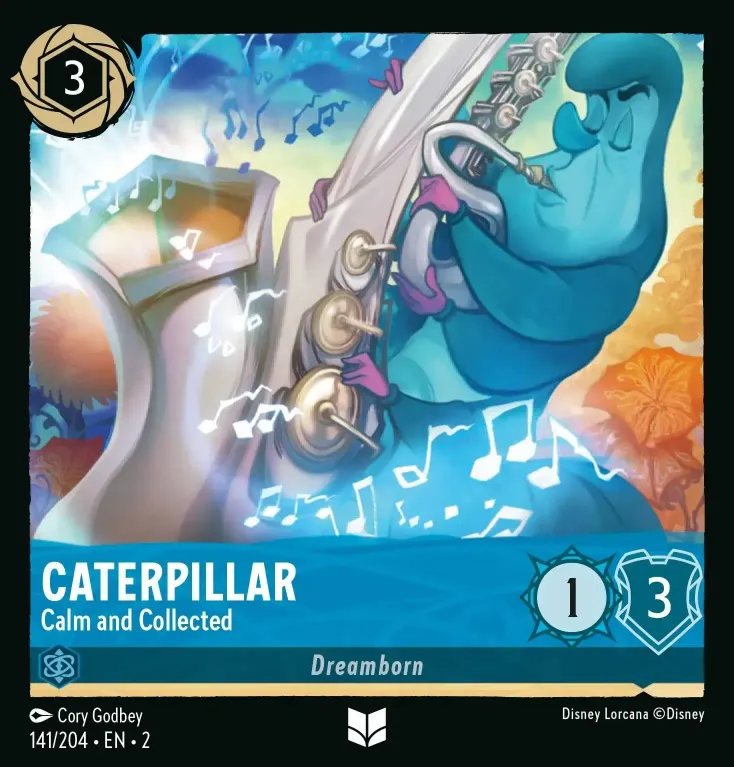 3
CATERPILLAR
Calm and Collected
1 3
Dreamborn
Cory Godbey
Disney Lorcana ©Disney
141/204 • EN • 2